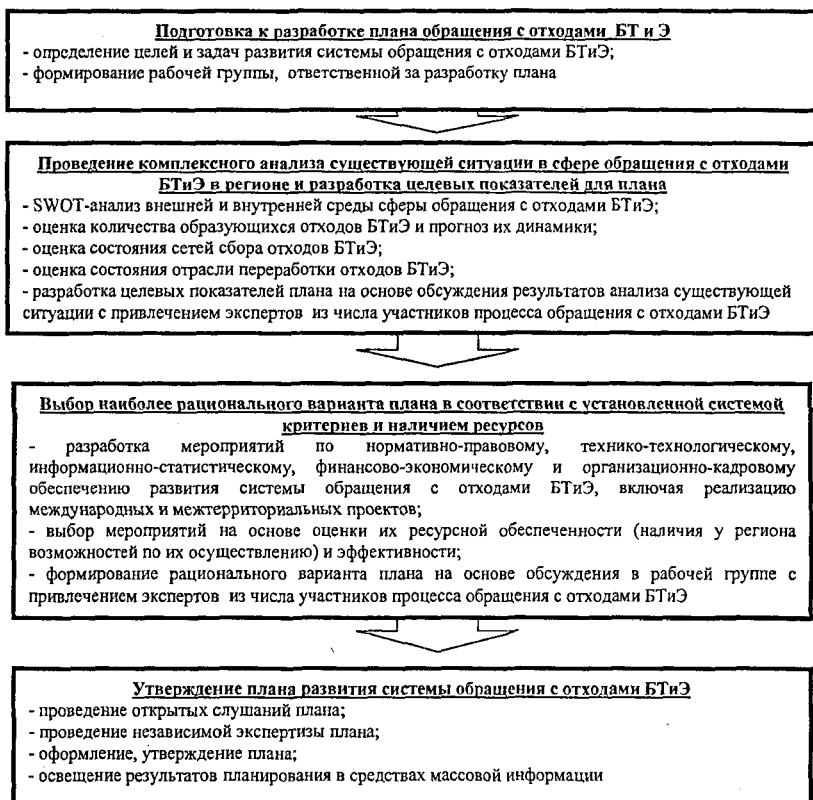 Подготовка к разработке плана обращения с отходами БТ и Э
- определение целей и задач развития системы обращения с отходами БТиЭ;
- формирование рабочей группы, ответственной за разработку плана
Проведение комплексного анализа существующей ситуации в сфере обращения с отходами
БТиЭ в регионе и разработка целевых показателей для плана
- SWOT-анализ внешней и внутренней среды сферы обращения с отходами БТиЭ;
- оценка количества образующихся отходов БТиЭ и прогноз их динамики;
- оценка состояния сетей сбора отходов БТиЭ;
- оценка состояния отрасли переработки отходов БТиЭ;
- разработка целевых показателей плана на основе обсуждения результатов анализа существующей
ситуации с привлечением экспертов из числа участников процесса обращения с отходами БТиЭ
Выбор наиболее рационального варианта плана в соответствии с установленной системой
критериев и наличием ресурсов
- разработка мероприятий по нормативно-правовому, технико-технологическому,
информационно-статистическому, финансово-экономическому и организационно-кадровому
обеспечению развития системы обращения с отходами БТиЭ, включая реализацию
международных и межтерриториальных проектов;
- выбор мероприятий на основе оценки их ресурсной обеспеченности (наличия у региона
возможностей по их осуществлению) и эффективности;
- формирование рационального варианта плана на основе обсуждения в рабочей группе с
привлечением экспертов из числа участников процесса обращения с отходами БТиЭ
Утверждение плана развития системы обращения с отходами БТиЭ
- проведение открытых слушаний плана;
- проведение независимой экспертизы плана;
- оформление, утверждение плана;
- освещение результатов планирования в средствах массовой информации